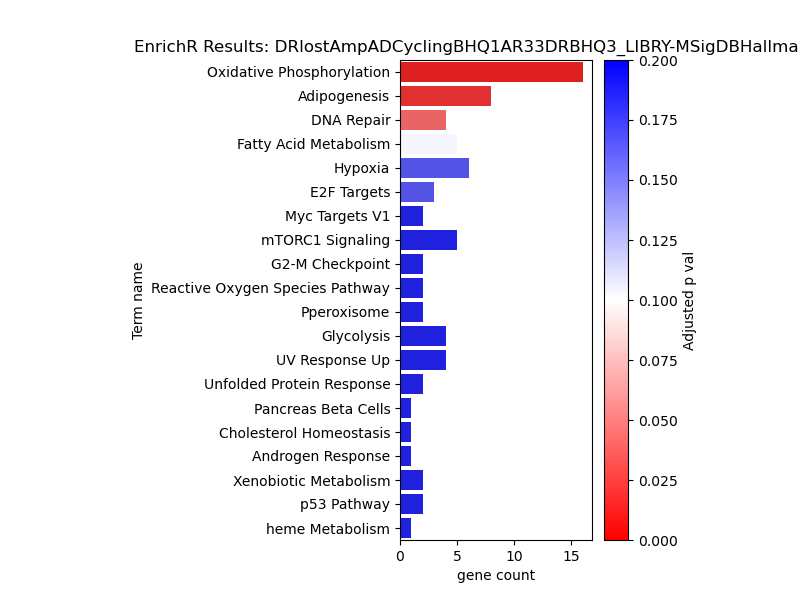 EnrichR Results: DRlostAmpADCyclingBHQ1AR33DRBHQ3_LIBRY-MSigDBHallma
Oxidative Phosphorylation
Adipogenesis
DNA Repair
Fatty Acid Metabolism
Hypoxia
E2F Targets
Myc Targets V1
mTORC1 Signaling
G2-M Checkpoint
Reactive Oxygen Species Pathway
Pperoxisome
Glycolysis
UV Response Up
Unfolded Protein Response
Pancreas Beta Cells
Cholesterol Homeostasis
Androgen Response
Xenobiotic Metabolism
p53 Pathway
heme Metabolism
Term name
0 5 10 15
gene count
0.200
0.175
0.150
0.125
0.100
0.075
0.050
0.025
0.000
Adjusted p val